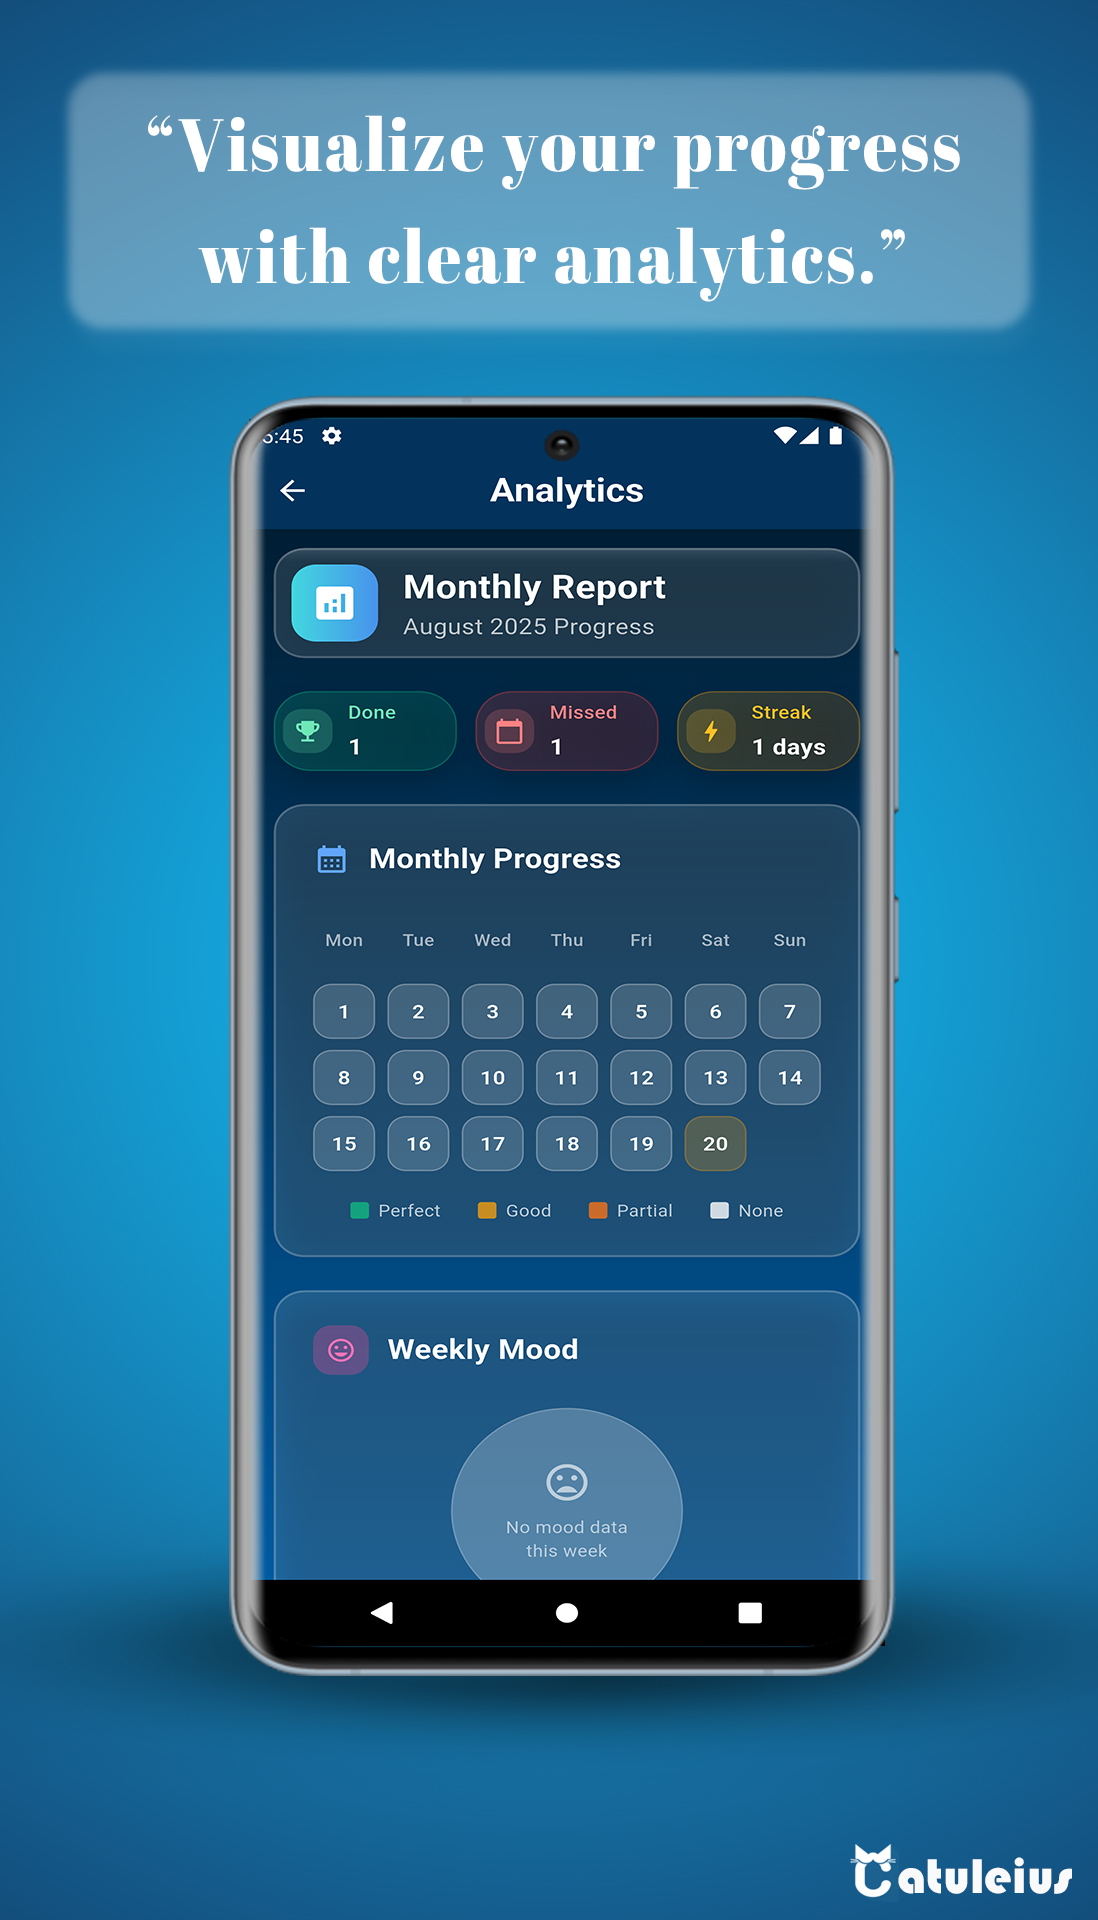 “Visualize your progress
with clear analytics.”
5:45
Analytics
Monthly Report
August 2025 Progress
Done
1
Missed
1
Streak
1 days
Monthly Progress
Mon Tue Wed Thu Fri Sat Sun
1 2 3 4 5 6 7
8 9 10 11 12 13 14
15 16 17 18 19 20
Perfect Good Partial None
Weekly Mood
No mood data
this week
Catuleius